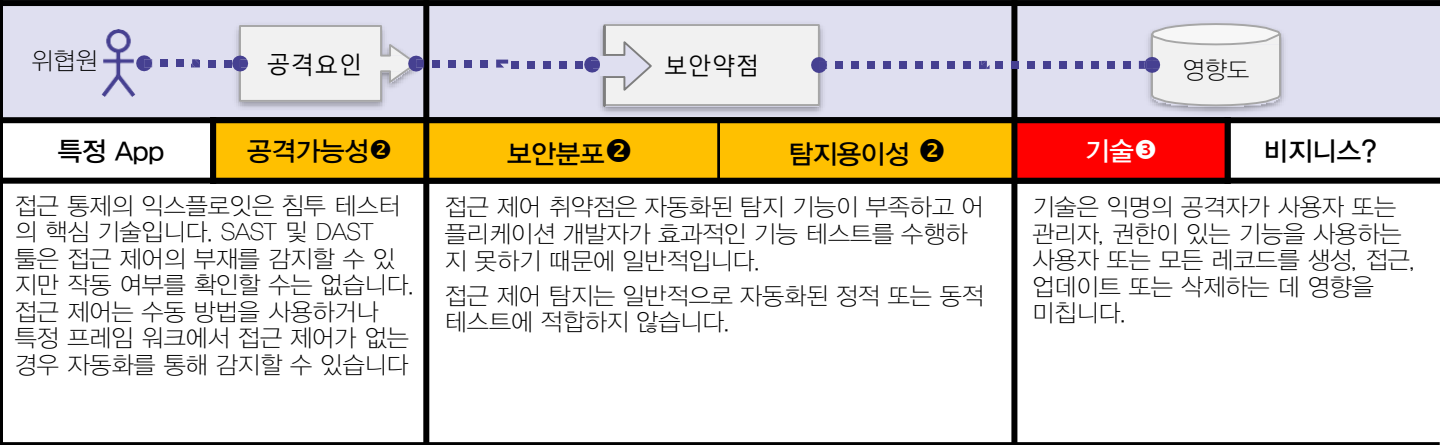 위협원
공격요인
보안약점
영향도
특정 App
공격가능성❷
보안분포❷
탐지용이성 ❷
기술❸
비지니스?
접근 통제의 익스플로잇은 침투 테스터
의 핵심 기술입니다. SAST 및 DAST
툴은 접근 제어의 부재를 감지할 수 있
지만 작동 여부를 확인할 수는 없습니다.
접근 제어는 수동 방법을 사용하거나
특정 프레임 워크에서 접근 제어가 없는
경우 자동화를 통해 감지할 수 있습니다
접근 제어 취약점은 자동화된 탐지 기능이 부족하고 어
플리케이션 개발자가 효과적인 기능 테스트를 수행하
지 못하기 때문에 일반적입니다.
접근 제어 탐지는 일반적으로 자동화된 정적 또는 동적
테스트에 적합하지 않습니다.
기술은 익명의 공격자가 사용자 또는
관리자, 권한이 있는 기능을 사용하는
사용자 또는 모든 레코드를 생성, 접근,
업데이트 또는 삭제하는 데 영향을
미칩니다.